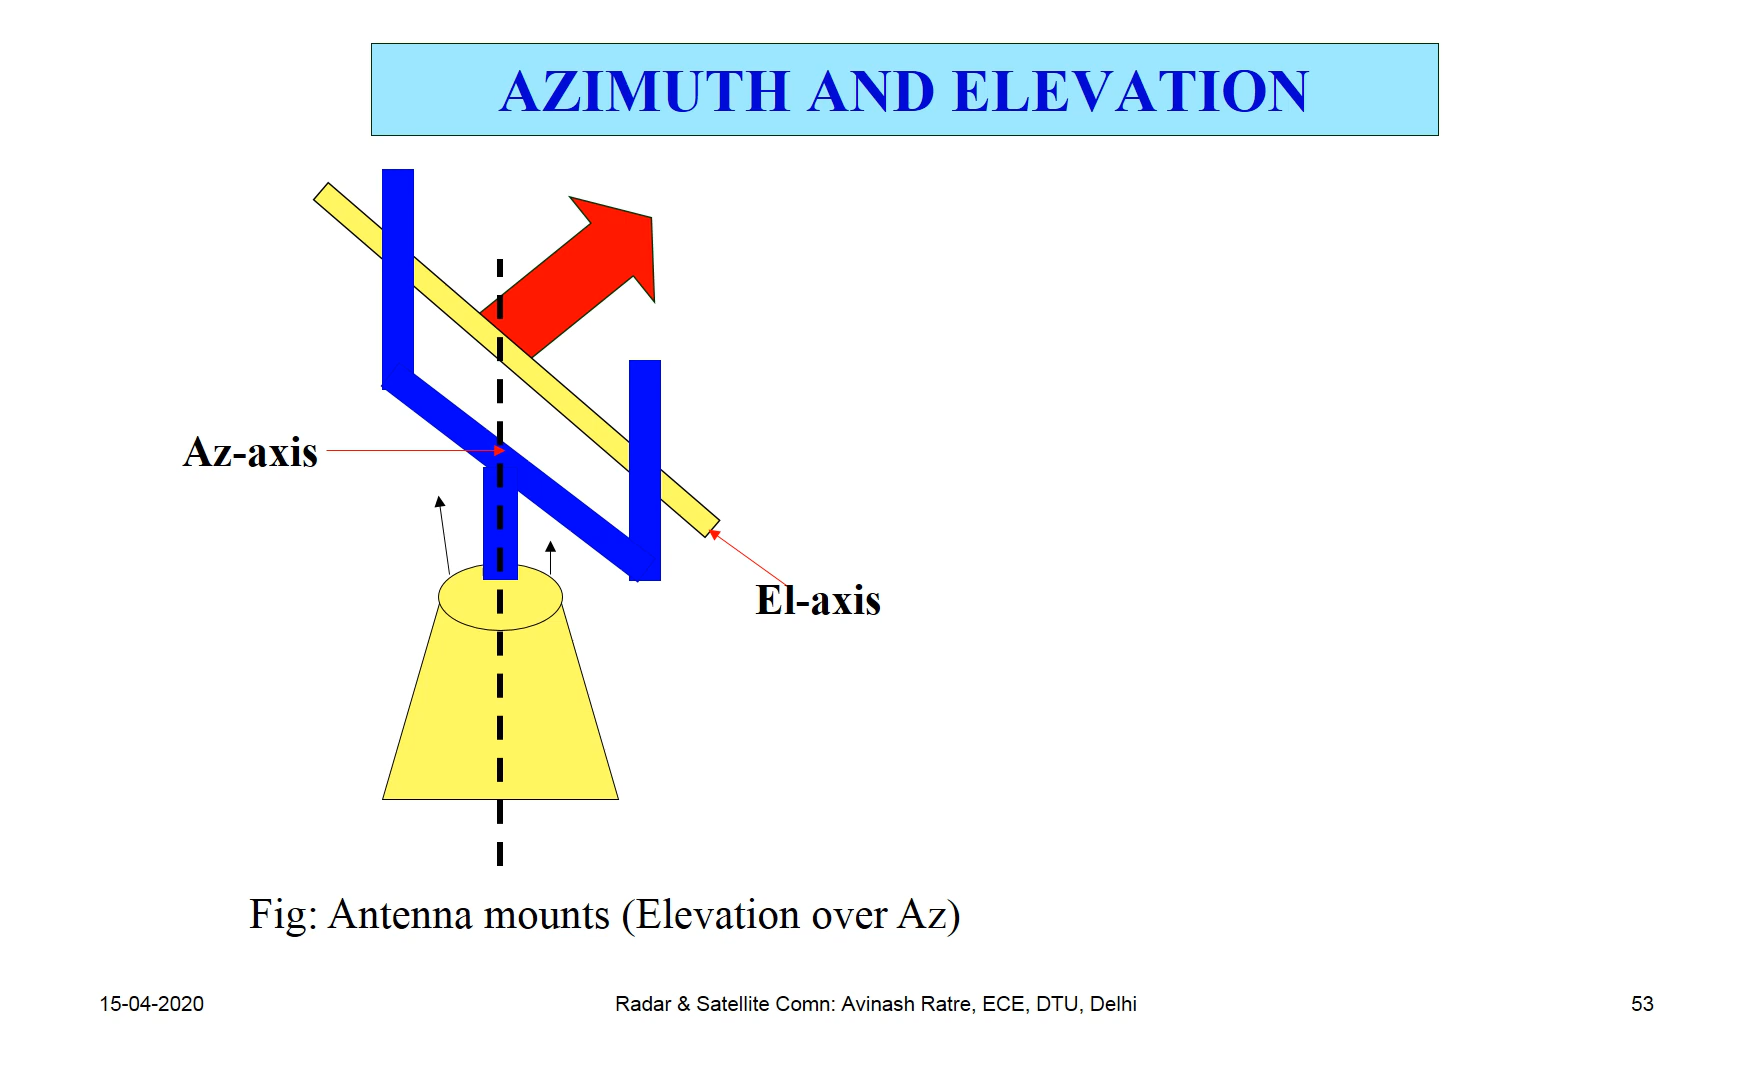 AZIMUTH AND ELEVATION
Az-axis
El-axis
Fig: Antenna mounts (Elevation over Az)
15-04-2020
Radar & Satellite Comn: Avinash Ratre, ECE, DTU, Delhi
53